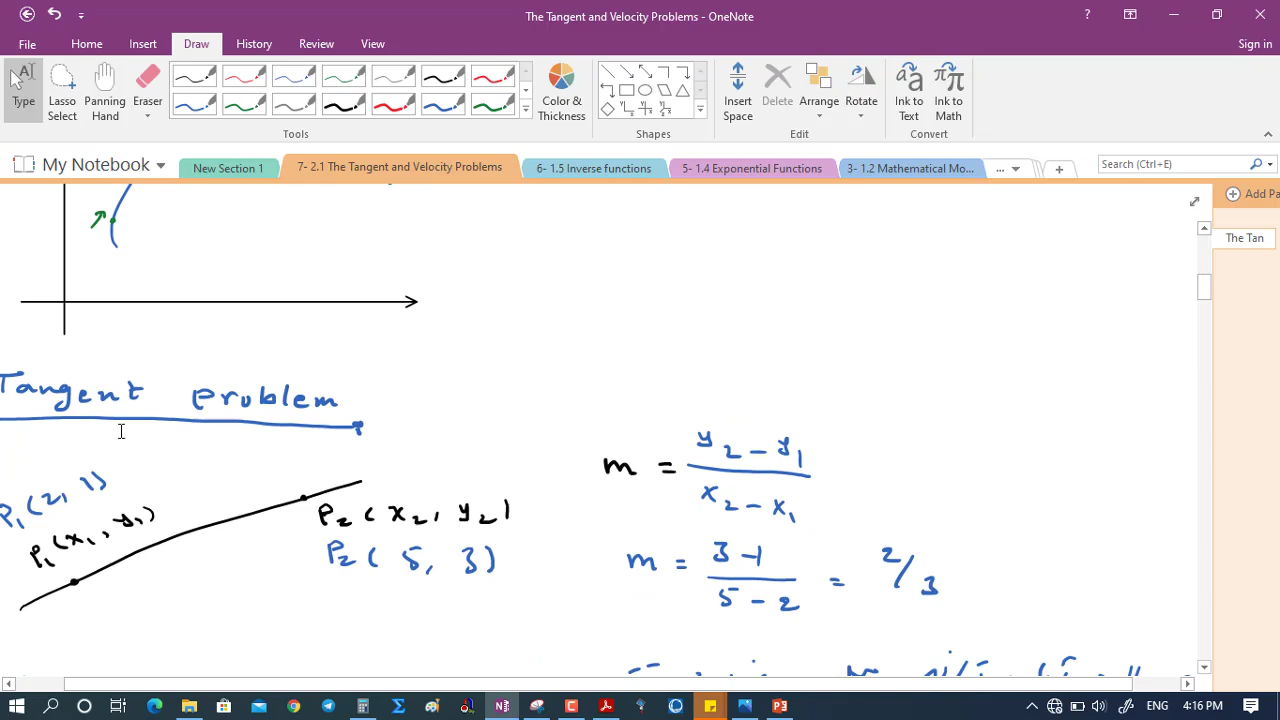 The Tangent and Velocity Problems - OneNote
File Home Insert Draw History Review View Sign in
Type Lasso Select Panning Hand Eraser Color & Thickness Insert Space Delete Arrange Rotate Ink to Text Ink to Math
Tools Shapes Edit Convert
My Notebook New Section 1 7- 2.1 The Tangent and Velocity Problems 6- 1.5 Inverse functions 5- 1.4 Exponential Functions 3- 1.2 Mathematical Mo... ... Search (Ctrl+E)
Add Pa
The Tan
Tangent problem
m = y2 - y1 / x2 - x1
P1(2, 1)
P1(x1, y1)
P2(x2, y2)
P2(5, 3)
m = 3 - 1 / 5 - 2 = 2/3
4:16 PM